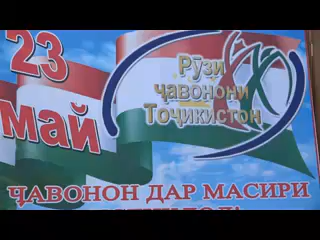 23
май
Рӯзи
ҷавонони
Тоҷикистон
ҶАВОНОН ДАР МАСИРИ